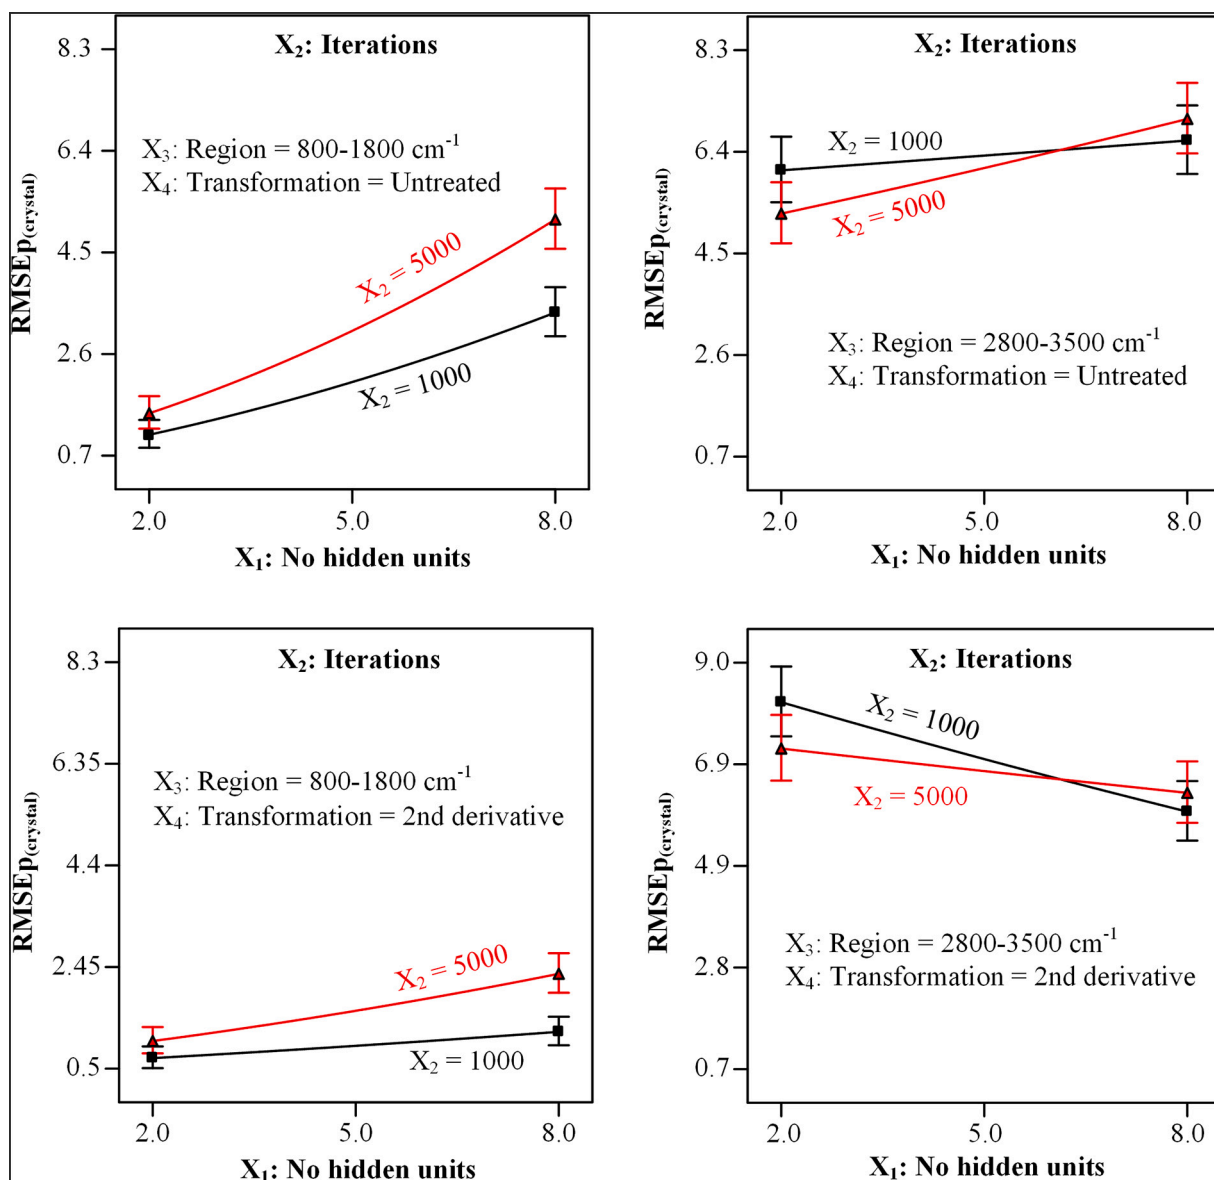 X₂: Iterations
8.3
6.4
4.5
2.6
0.7
RMSEp(crystal)
X₃: Region = 800-1800 cm⁻¹
X₄: Transformation = Untreated
X₂ = 5000
X₂ = 1000
2.0 5.0 8.0
X₁: No hidden units
X₂: Iterations
8.3
6.4
4.5
2.6
0.7
RMSEp(crystal)
X₂ = 1000
X₂ = 5000
X₃: Region = 2800-3500 cm⁻¹
X₄: Transformation = Untreated
2.0 5.0 8.0
X₁: No hidden units
X₂: Iterations
8.3
6.35
4.4
2.45
0.5
RMSEp(crystal)
X₃: Region = 800-1800 cm⁻¹
X₄: Transformation = 2nd derivative
X₂ = 5000
X₂ = 1000
2.0 5.0 8.0
X₁: No hidden units
X₂: Iterations
9.0
6.9
4.9
2.8
0.7
RMSEp(crystal)
X₂ = 1000
X₂ = 5000
X₃: Region = 2800-3500 cm⁻¹
X₄: Transformation = 2nd derivative
2.0 5.0 8.0
X₁: No hidden units